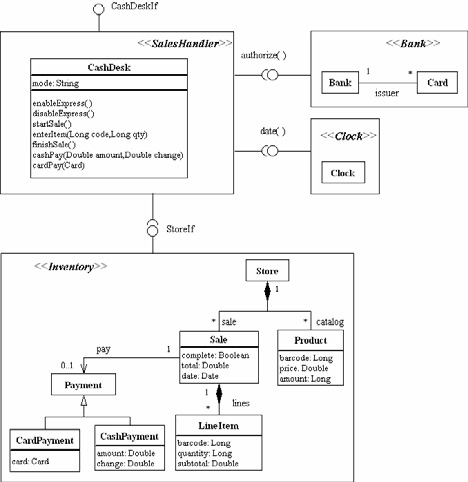 CashDeskIf
<<SalesHandler>>
CashDesk
mode: String
enableExpress()
disableExpress()
startSale()
enterItem(Long code,Long qty)
finishSale()
cashPay(Double amount,Double change)
cardPay(Card)
authorize()
<<Bank>>
Bank
1
*
Card
issuer
date()
<<Clock>>
Clock
StoreIf
<<Inventory>>
Store
1
* sale
* catalog
Sale
complete: Boolean
total: Double
date: Date
Product
barcode: Long
price. Double
amount: Long
pay
1
0..1
Payment
1
lines
*
CardPayment
card: Card
CashPayment
amount: Double
change: Double
LineItem
barcode: Long
quantity: Long
subtotal: Double